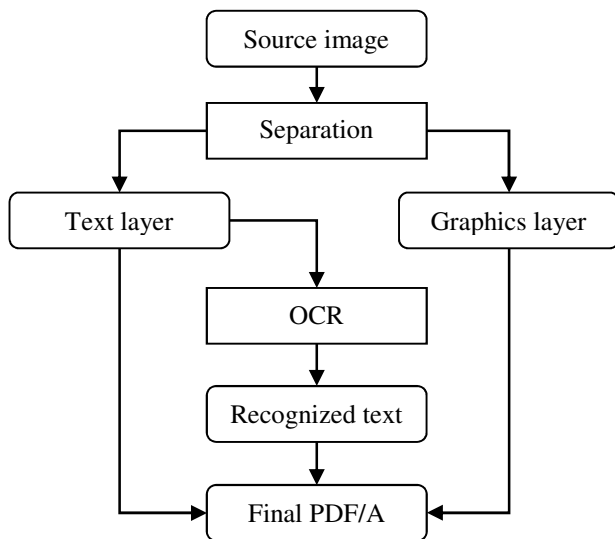 Source image
Separation
Text layer
Graphics layer
OCR
Recognized text
Final PDF/A